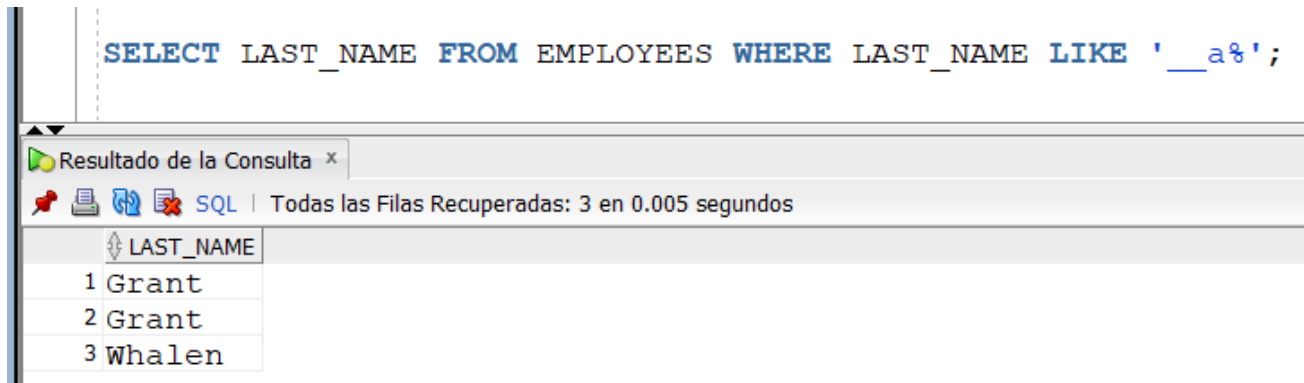 SELECT LAST_NAME FROM EMPLOYEES WHERE LAST_NAME LIKE '__a%';
Resultado de la Consulta x
SQL | Todas las Filas Recuperadas: 3 en 0.005 segundos
LAST_NAME
1 Grant
2 Grant
3 Whalen